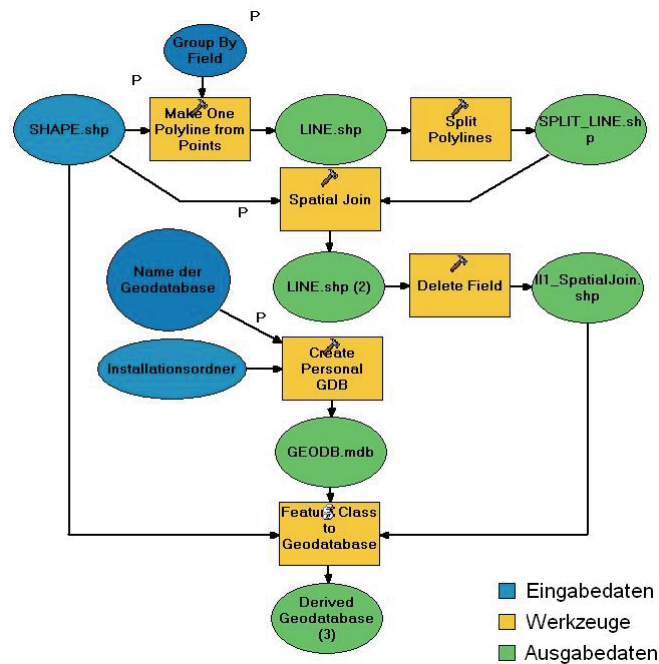 P
Group By
Field
P
SHAPE.shp
Make One
Polyline from
Points
LINE.shp
Split
Polylines
SPLIT_LINE.sh
p
P
Spatial Join
Name der
Geodatabase
LINE.shp (2)
Delete Field
ll1_SpatialJoin.
shp
P
Installationsordner
Create
Personal
GDB
GEODB.mdb
Feature Class
to
Geodatabase
Derived
Geodatabase
(3)
Eingabedaten
Werkzeuge
Ausgabedaten